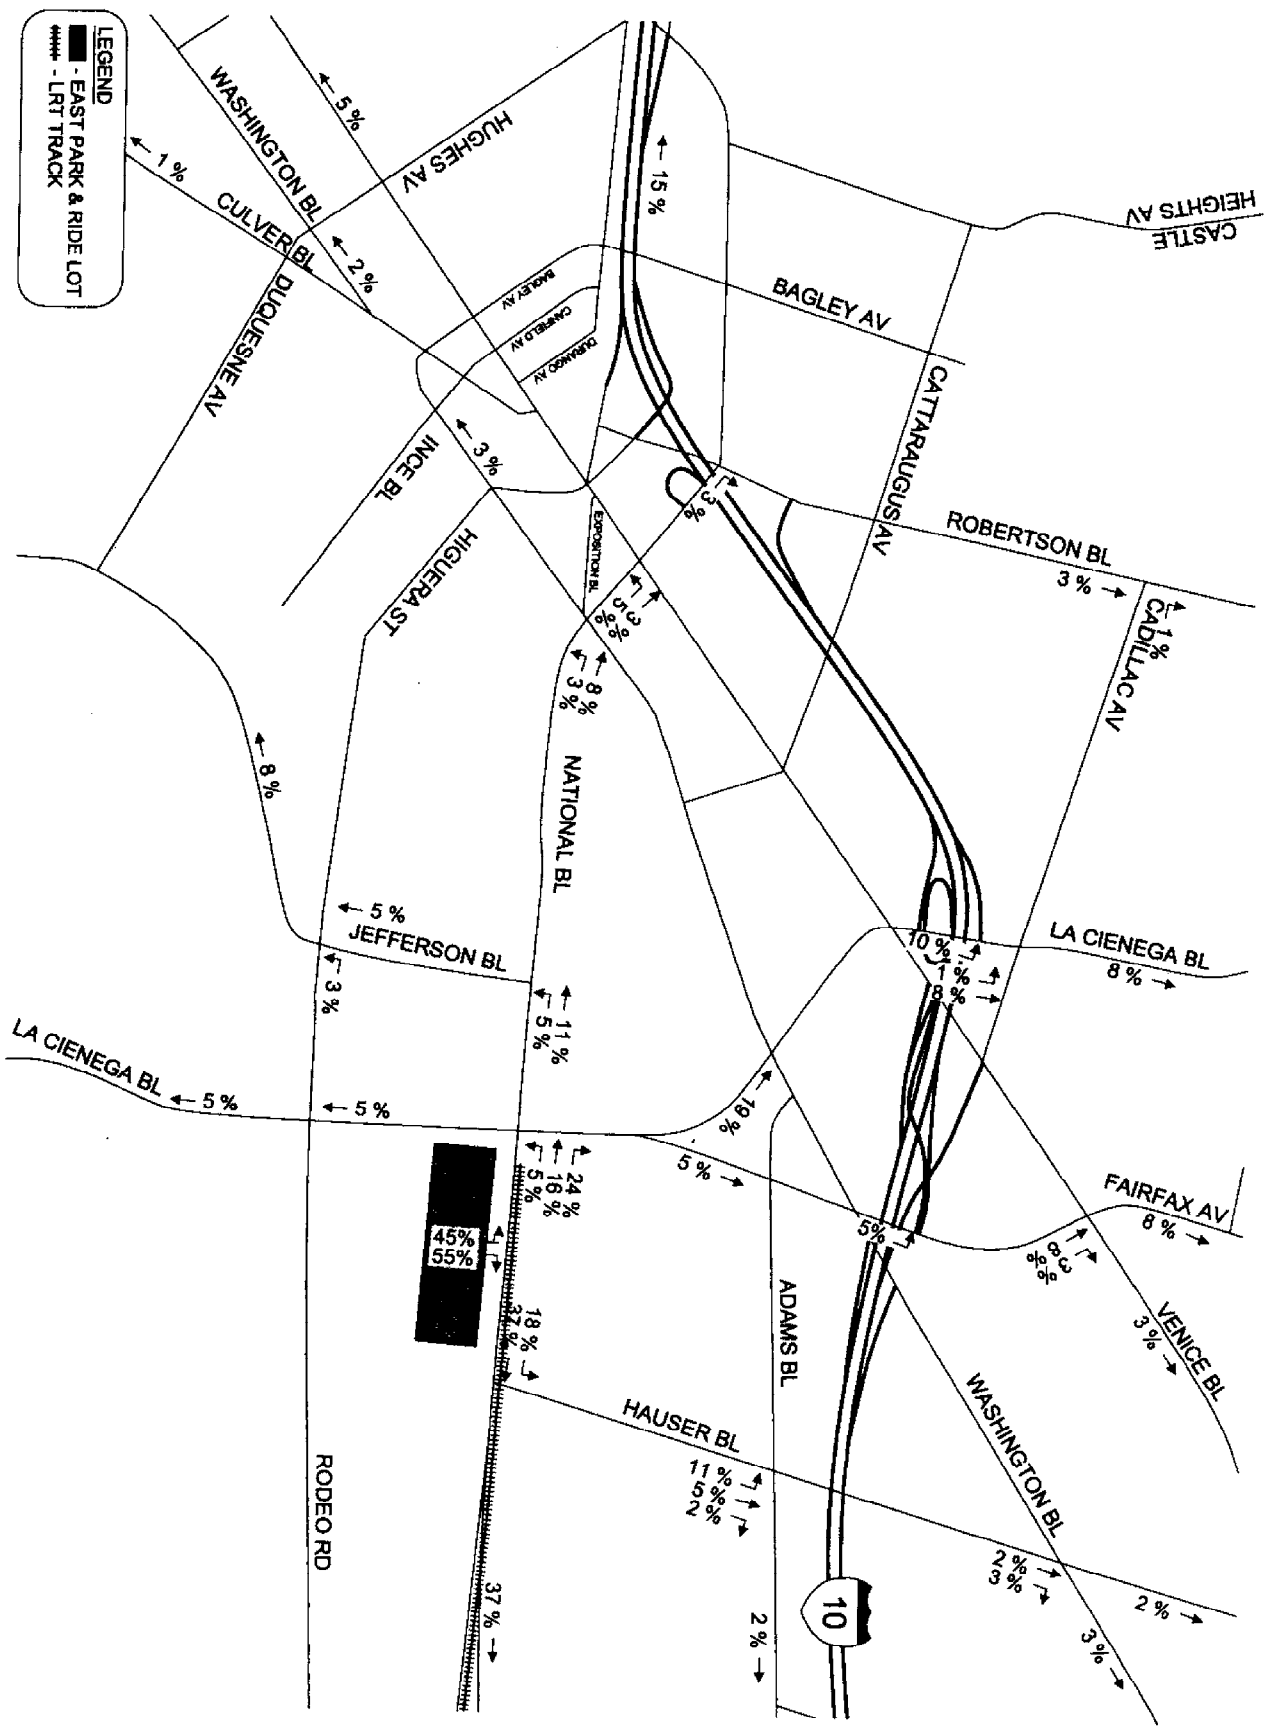 LEGEND
- EAST PARK & RIDE LOT
- LRT TRACK
CASTLE
HEIGHTS AV
HUGHES AV
WASHINGTON BL
← 5 %
← 15 %
← 1 %
CULVER BL
← 2 %
DUQUESNE AV
BAGLEY AV
BAGLEY AV
CANFIELD AV
DURANGO AV
CATTARAUGUS AV
INCE BL
← 3 %
3 %
ROBERTSON BL
3 % →
1 %
CADILLAC AV
EXPOSITION BL
HIGUERA ST
3 %
5 %
8 %
3 %
NATIONAL BL
← 8 %
← 5 %
JEFFERSON BL
LA CIENEGA BL
8 % →
10 %
1 %
8 %
3 %
11 %
5 %
LA CIENEGA BL
← 5 %
← 5 %
19 %
5 % →
24 %
16 %
5 %
45%
55%
18 %
37 %
5%
FAIRFAX AV
8 % →
3 %
8 %
VENICE BL
3 % →
ADAMS BL
WASHINGTON BL
HAUSER BL
11 %
5 %
2 %
2 %
3 %
2 % →
3 % →
RODEO RD
37 % →
2 % →
10